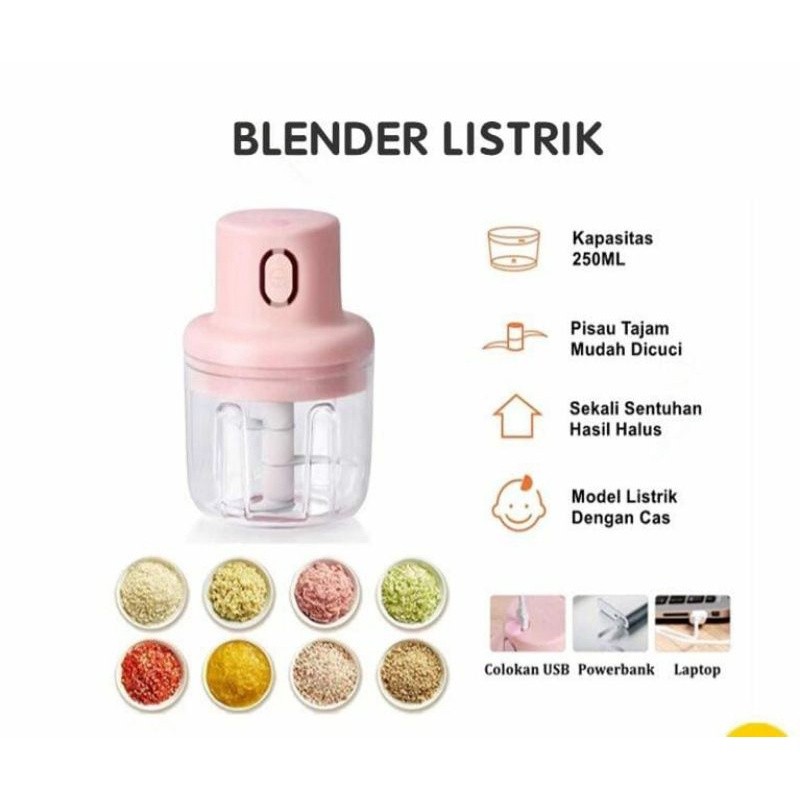 BLENDER LISTRIK
Kapasitas
250ML
Pisau Tajam
Mudah Dicuci
Sekali Sentuhan
Hasil Halus
Model Listrik
Dengan Cas
Colokan USB
Powerbank
Laptop